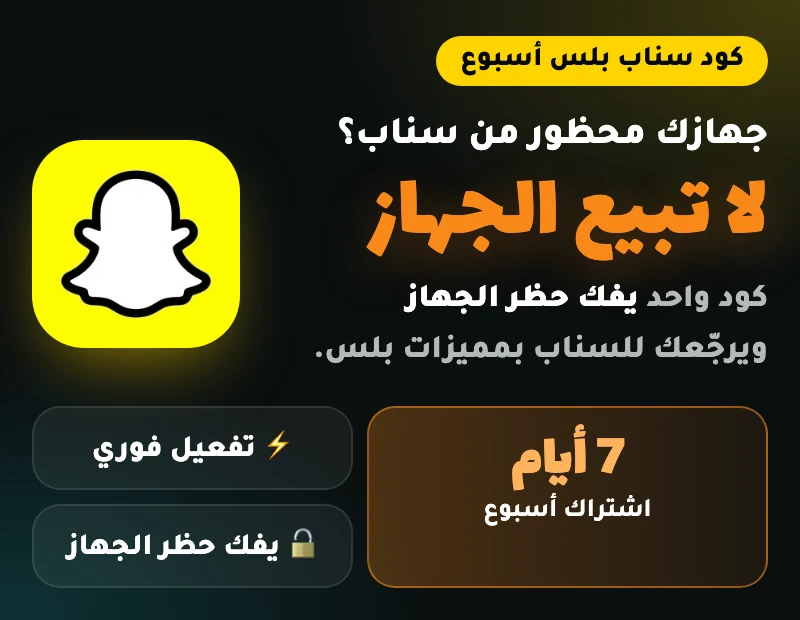 كود سناب بلس أسبوع
جهازك محظور من سناب؟
لا تبيع الجهاز
كود واحد يفك حظر الجهاز
ويرجّعك للسناب بمميزات بلس.
7 أيام
اشتراك أسبوع
⚡ تفعيل فوري
🔒 يفك حظر الجهاز